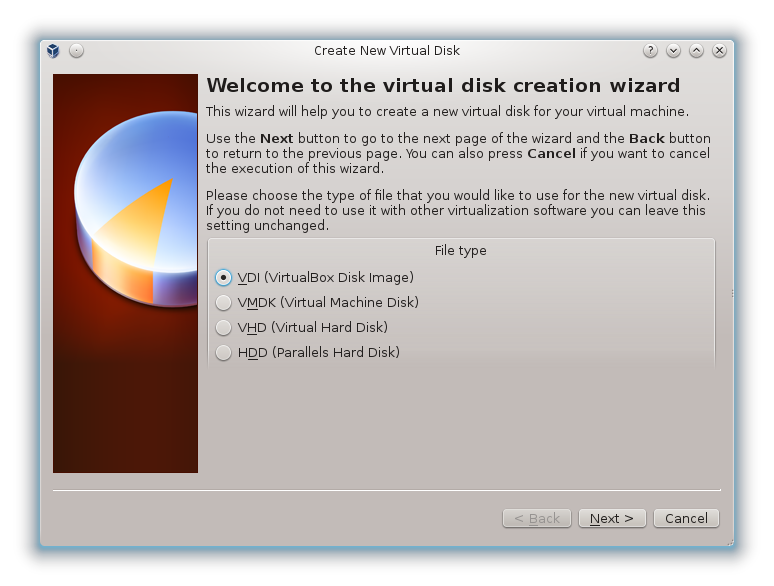 Create New Virtual Disk
Welcome to the virtual disk creation wizard
This wizard will help you to create a new virtual disk for your virtual machine.
Use the Next button to go to the next page of the wizard and the Back button
to return to the previous page. You can also press Cancel if you want to cancel
the execution of this wizard.
Please choose the type of file that you would like to use for the new virtual disk.
If you do not need to use it with other virtualization software you can leave this
setting unchanged.
File type
VDI (VirtualBox Disk Image)
VMDK (Virtual Machine Disk)
VHD (Virtual Hard Disk)
HDD (Parallels Hard Disk)
< Back
Next >
Cancel